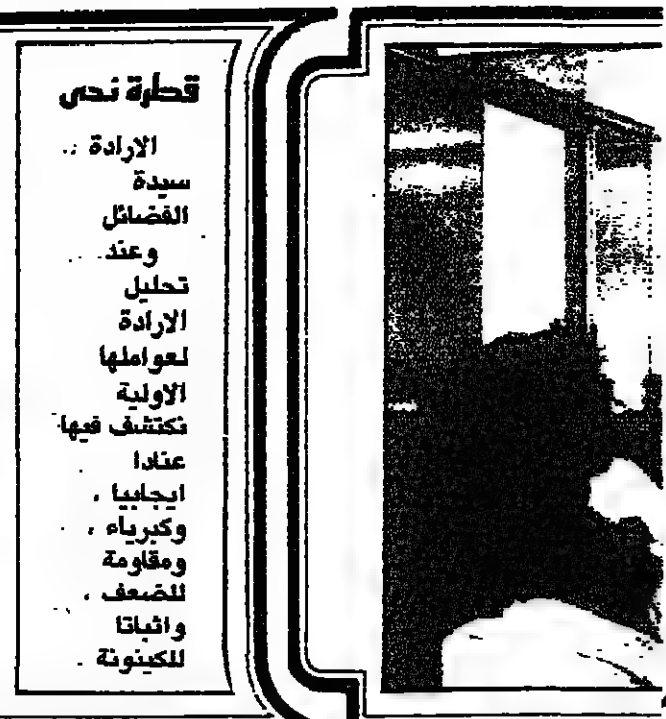 قطرة ندى
الارادة ..
سيدة
الفضائل
وعند
تحليل
الارادة
لعواملها
الاولية
نكتشف فيها
عنادا
ايجابيا ،
وكبرياء ،
ومقاومة
للضعف ،
واثباتا
للكينونة .